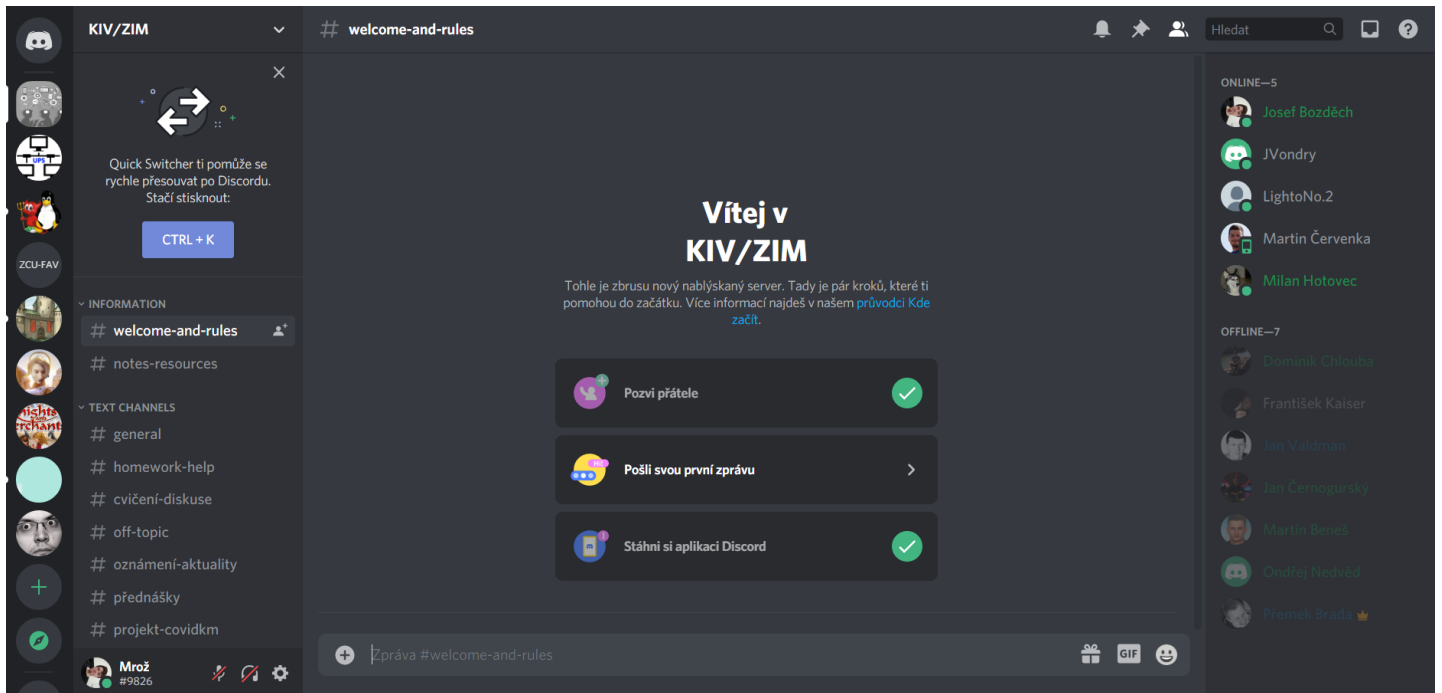 KIV/ZIM
# welcome-and-rules
Hledat
Quick Switcher ti pomůže se
rychle přesouvat po Discordu.
Stačí stisknout:
CTRL + K
UPS
ZCU-FAV
INFORMATION
# welcome-and-rules
# notes-resources
TEXT CHANNELS
# general
# homework-help
# cvičení-diskuse
# off-topic
# oznámení-aktuality
# přednášky
# projekt-covidkm
Mrož
#9826
Vítej v
KIV/ZIM
Tohle je zbrusu nový nablýskaný server. Tady je pár kroků, které ti
pomohou do začátku. Více informací najdeš v našem průvodci Kde
začít.
Pozvi přátele
Pošli svou první zprávu
Stáhni si aplikaci Discord
Zpráva #welcome-and-rules
GIF
ONLINE—5
Josef Bozděch
JVondry
LightoNo.2
Martin Červenka
Milan Hotovec
OFFLINE—7
Dominik Chlouba
František Kaiser
Jan Valdman
Jan Černogurský
Martin Beneš
Ondřej Nedvěd
Přemek Brada